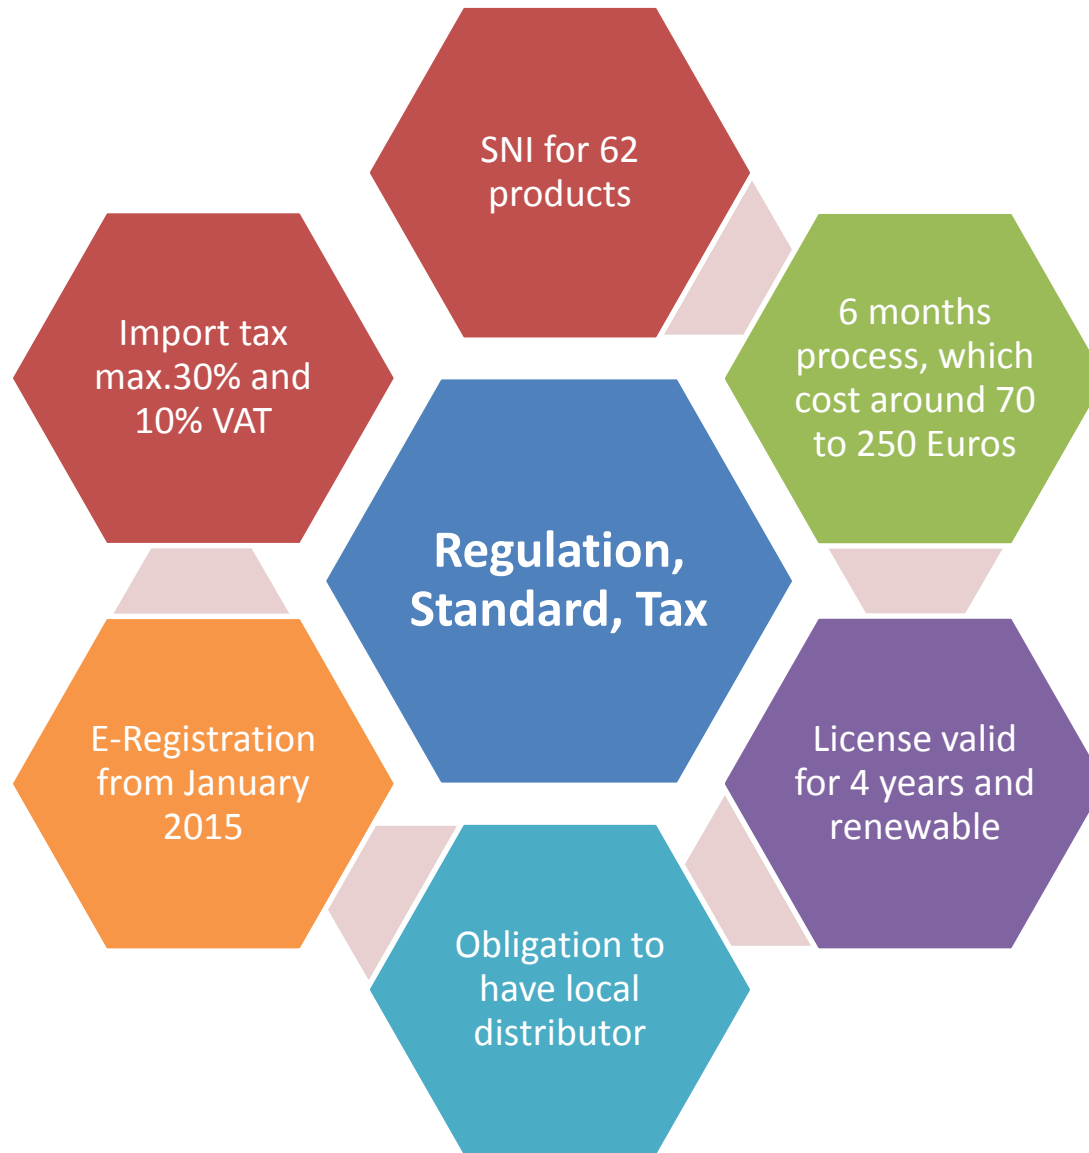 SNI for 62
products
6 months
process, which
cost around 70
to 250 Euros
License valid
for 4 years and
renewable
Obligation to
have local
distributor
E-Registration
from January
2015
Import tax
max.30% and
10% VAT
Regulation,
Standard, Tax